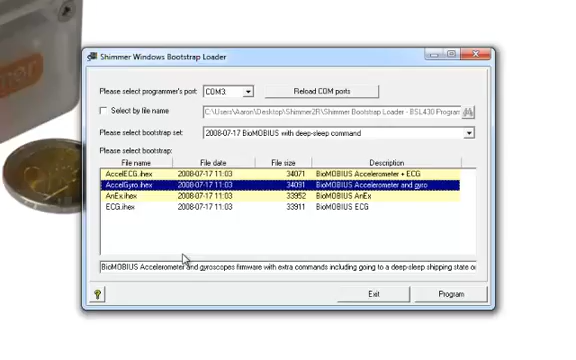 Shimmer Windows Bootstrap Loader
Please select programmer's port: COM3 Reload COM ports
Select by file name C:\Users\Aaron\Desktop\Shimmer2R\Shimmer Bootstrap Loader - BSL430 Program
Please select bootstrap set: 2008-07-17 BioMOBIUS with deep-sleep command
Please select bootstrap:
File name File date File size Description
AccelECG.ihex 2008-07-17 11:03 34071 BioMOBIUS Accelerometer + ECG
AccelGyro.ihex 2008-07-17 11:03 34091 BioMOBIUS Accelerometer and gyro
AnEx.ihex 2008-07-17 11:03 33952 BioMOBIUS AnEx
ECG.ihex 2008-07-17 11:03 33911 BioMOBIUS ECG
BioMOBIUS Accelerometer and gyroscopes firmware with extra commands including going to a deep-sleep shipping state o
? Exit Program